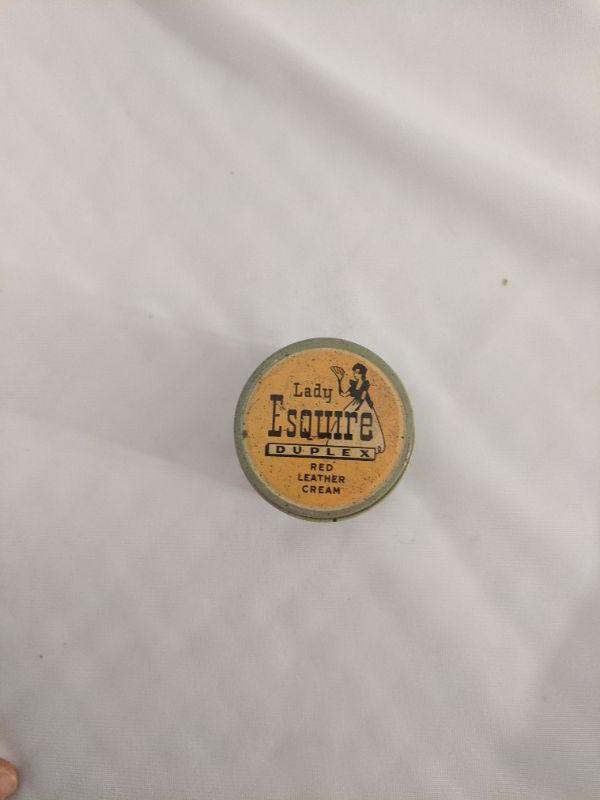 Lady
Esquire
DUPLEX
RED
LEATHER
CREAM